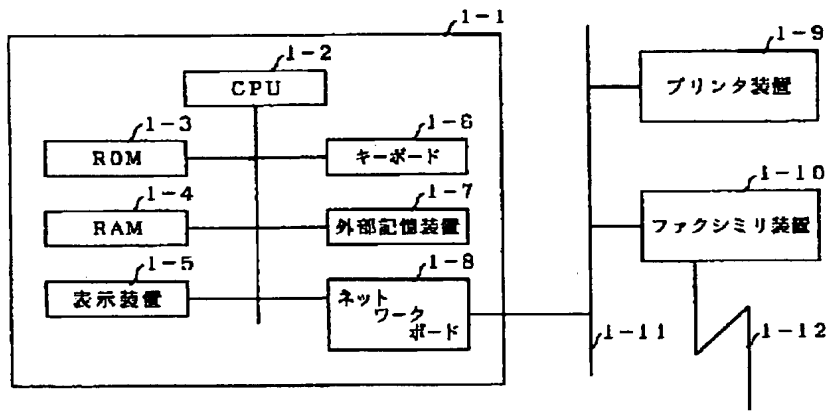 1-1
1-2
CPU
1-3
ROM
1-6
キーボード
1-4
RAM
1-7
外部記憶装置
1-5
表示装置
1-8
ネット
ワーク
ボード
1-9
プリンタ装置
1-10
ファクシミリ装置
1-11
1-12